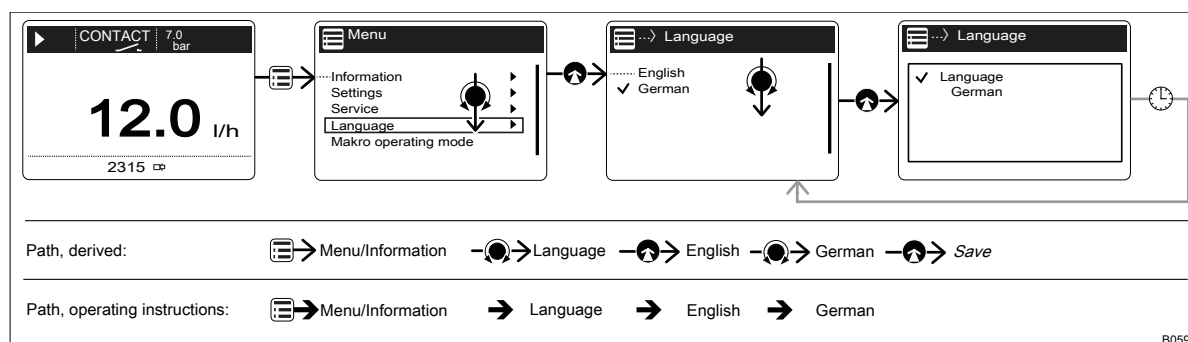 CONTACT 7.0 bar
12.0 l/h
2315
Menu
Information
Settings
Service
Language
Makro operating mode
...〉 Language
English
✓ German
...〉 Language
✓ Language
German
Path, derived: Menu/Information Language English German Save
Path, operating instructions: Menu/Information Language English German
B059